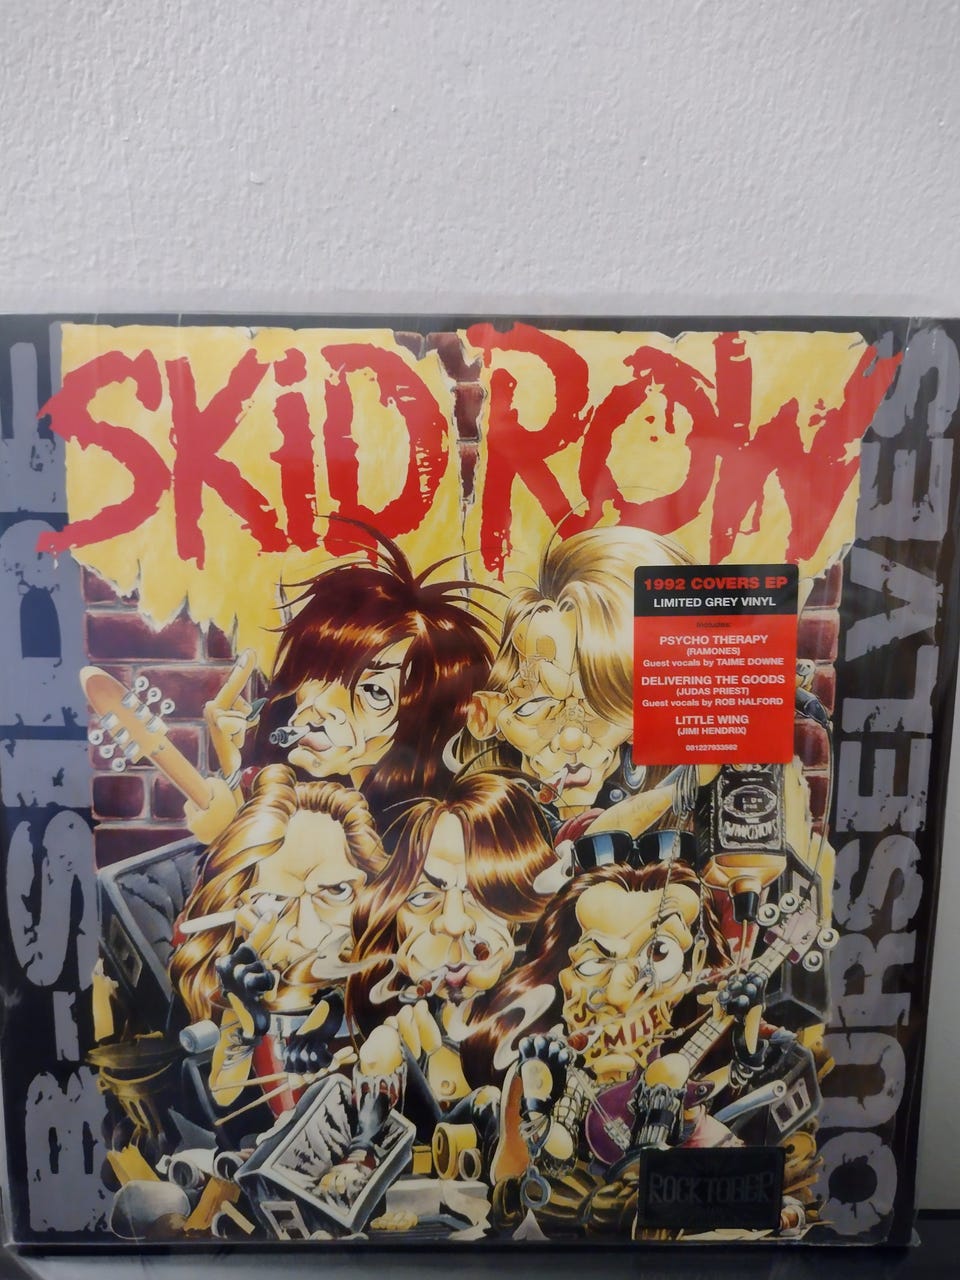 SKID ROW
B-SIDE
OURSELVES
1992 COVERS EP
LIMITED GREY VINYL
Includes:
PSYCHO THERAPY
(RAMONES)
Guest vocals by TAIME DOWNE
DELIVERING THE GOODS
(JUDAS PRIEST)
Guest vocals by ROB HALFORD
LITTLE WING
(JIMI HENDRIX)
081227933562
SMILE
ROCKTOBER